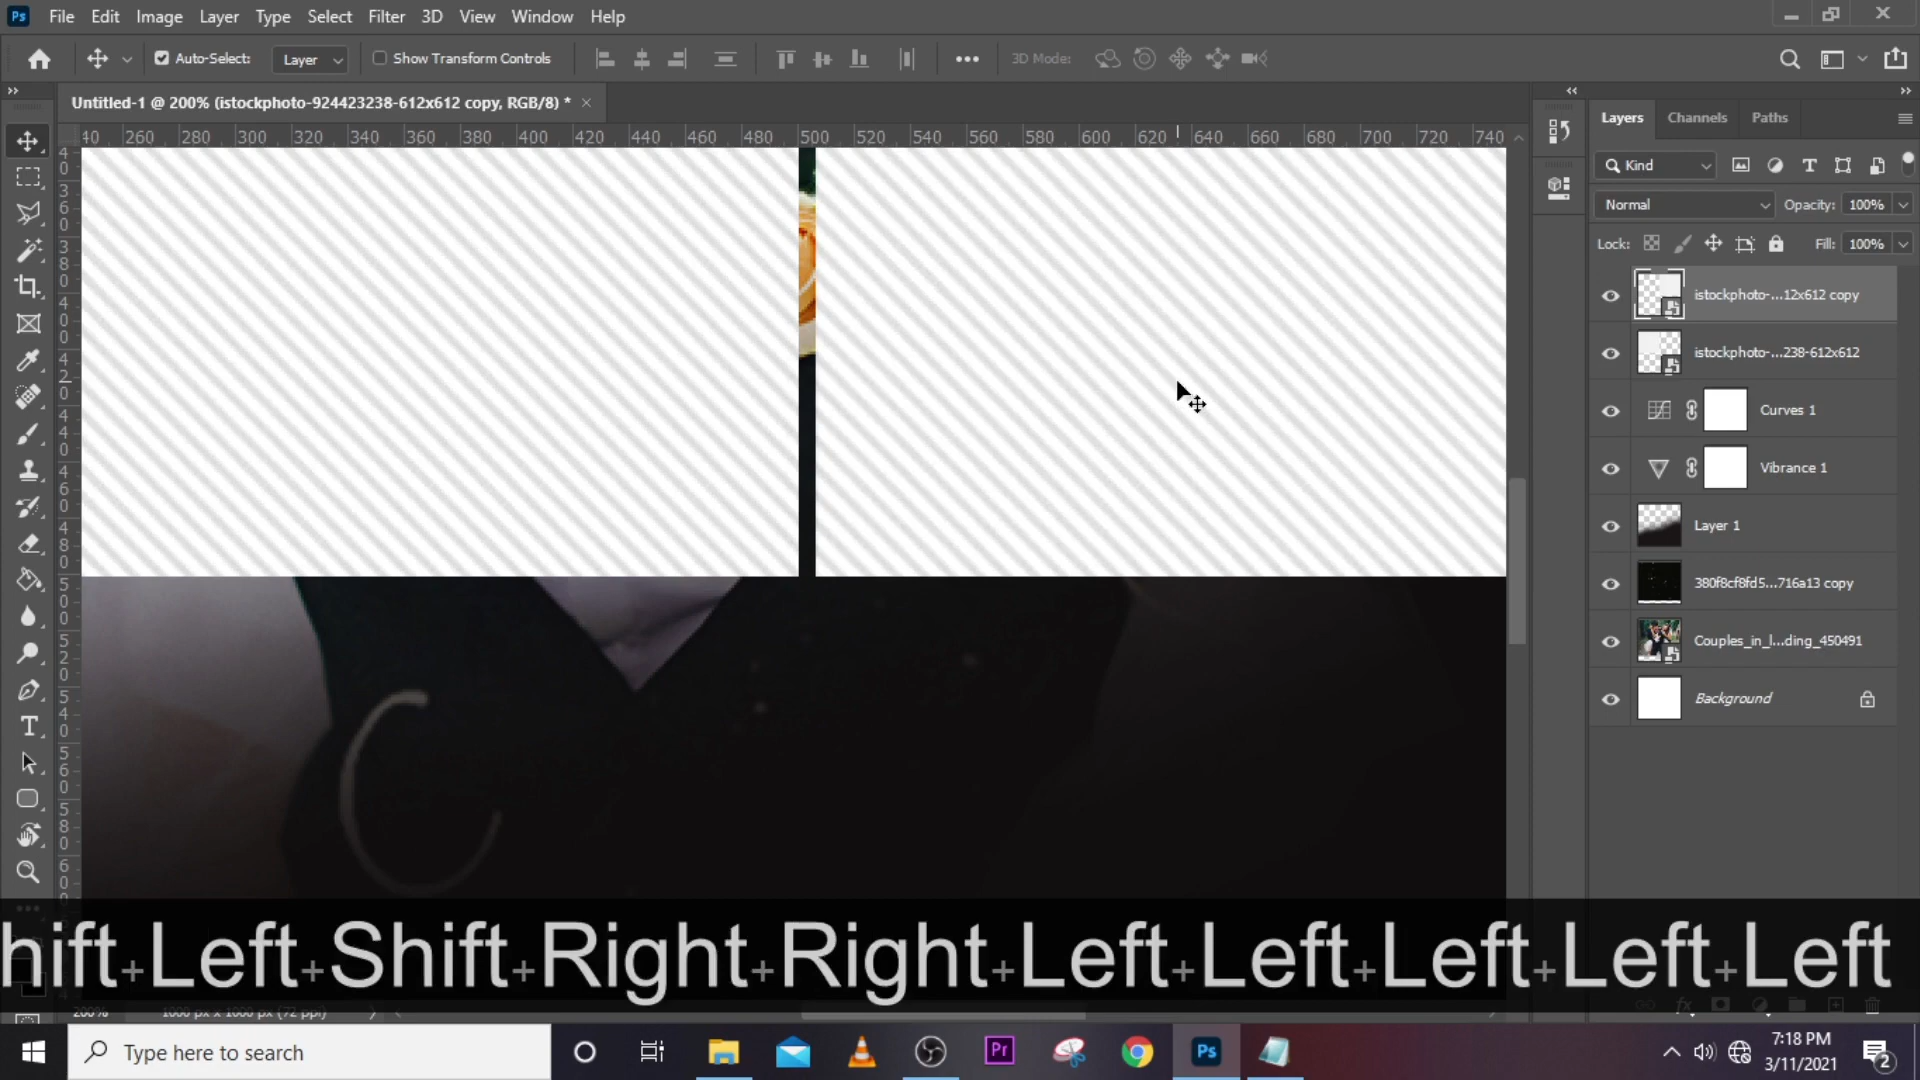 Ps File Edit Image Layer Type Select Filter 3D View Window Help
Auto-Select: Layer Show Transform Controls 3D Mode:
Untitled-1 @ 200% (istockphoto-924423238-612x612 copy, RGB/8) *
40 260 280 300 320 340 360 380 400 420 440 460 480 500 520 540 560 580 600 620 640 660 680 700 720 740
Layers Channels Paths
Kind
Normal Opacity: 100%
Lock: Fill: 100%
istockphoto-...12x612 copy
istockphoto-...238-612x612
Curves 1
Vibrance 1
Layer 1
380f8cf8fd5...716a13 copy
Couples_in_l...ding_450491
Background
hift+Left+Shift+Right+Right+Left+Left+Left+Left+Left
200% 1000 px x 1000 px (72 ppi)
Type here to search
Pr
Ps
7:18 PM
3/11/2021
2